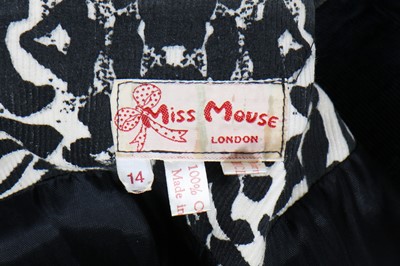 Miss Mouse
LONDON
14
100% C
Made in